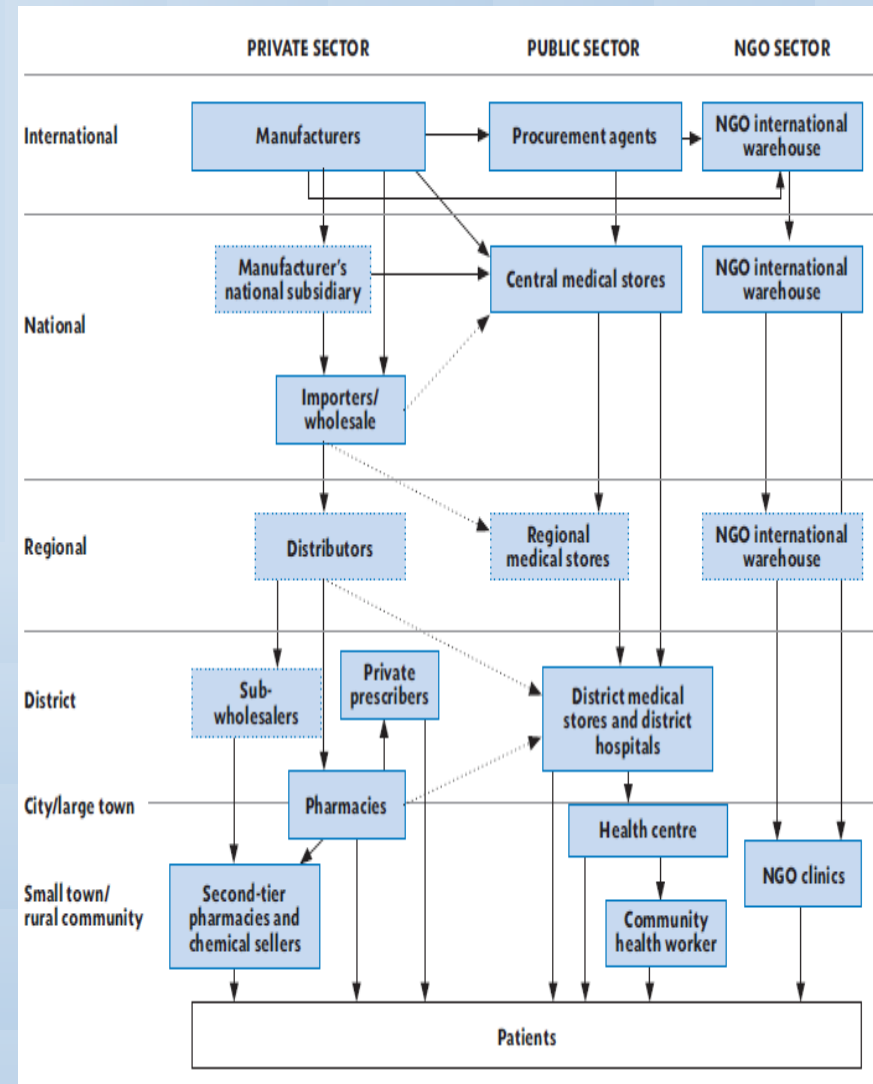 PRIVATE SECTOR
PUBLIC SECTOR
NGO SECTOR
International
Manufacturers
Procurement agents
NGO international
warehouse
National
Manufacturer's
national subsidiary
Central medical stores
NGO international
warehouse
Importers/
wholesale
Regional
Distributors
Regional
medical stores
NGO international
warehouse
District
Sub-
wholesalers
Private
prescribers
District medical
stores and district
hospitals
City/large town
Pharmacies
Health centre
Small town/
rural community
Second-tier
pharmacies and
chemical sellers
Community
health worker
NGO clinics
Patients